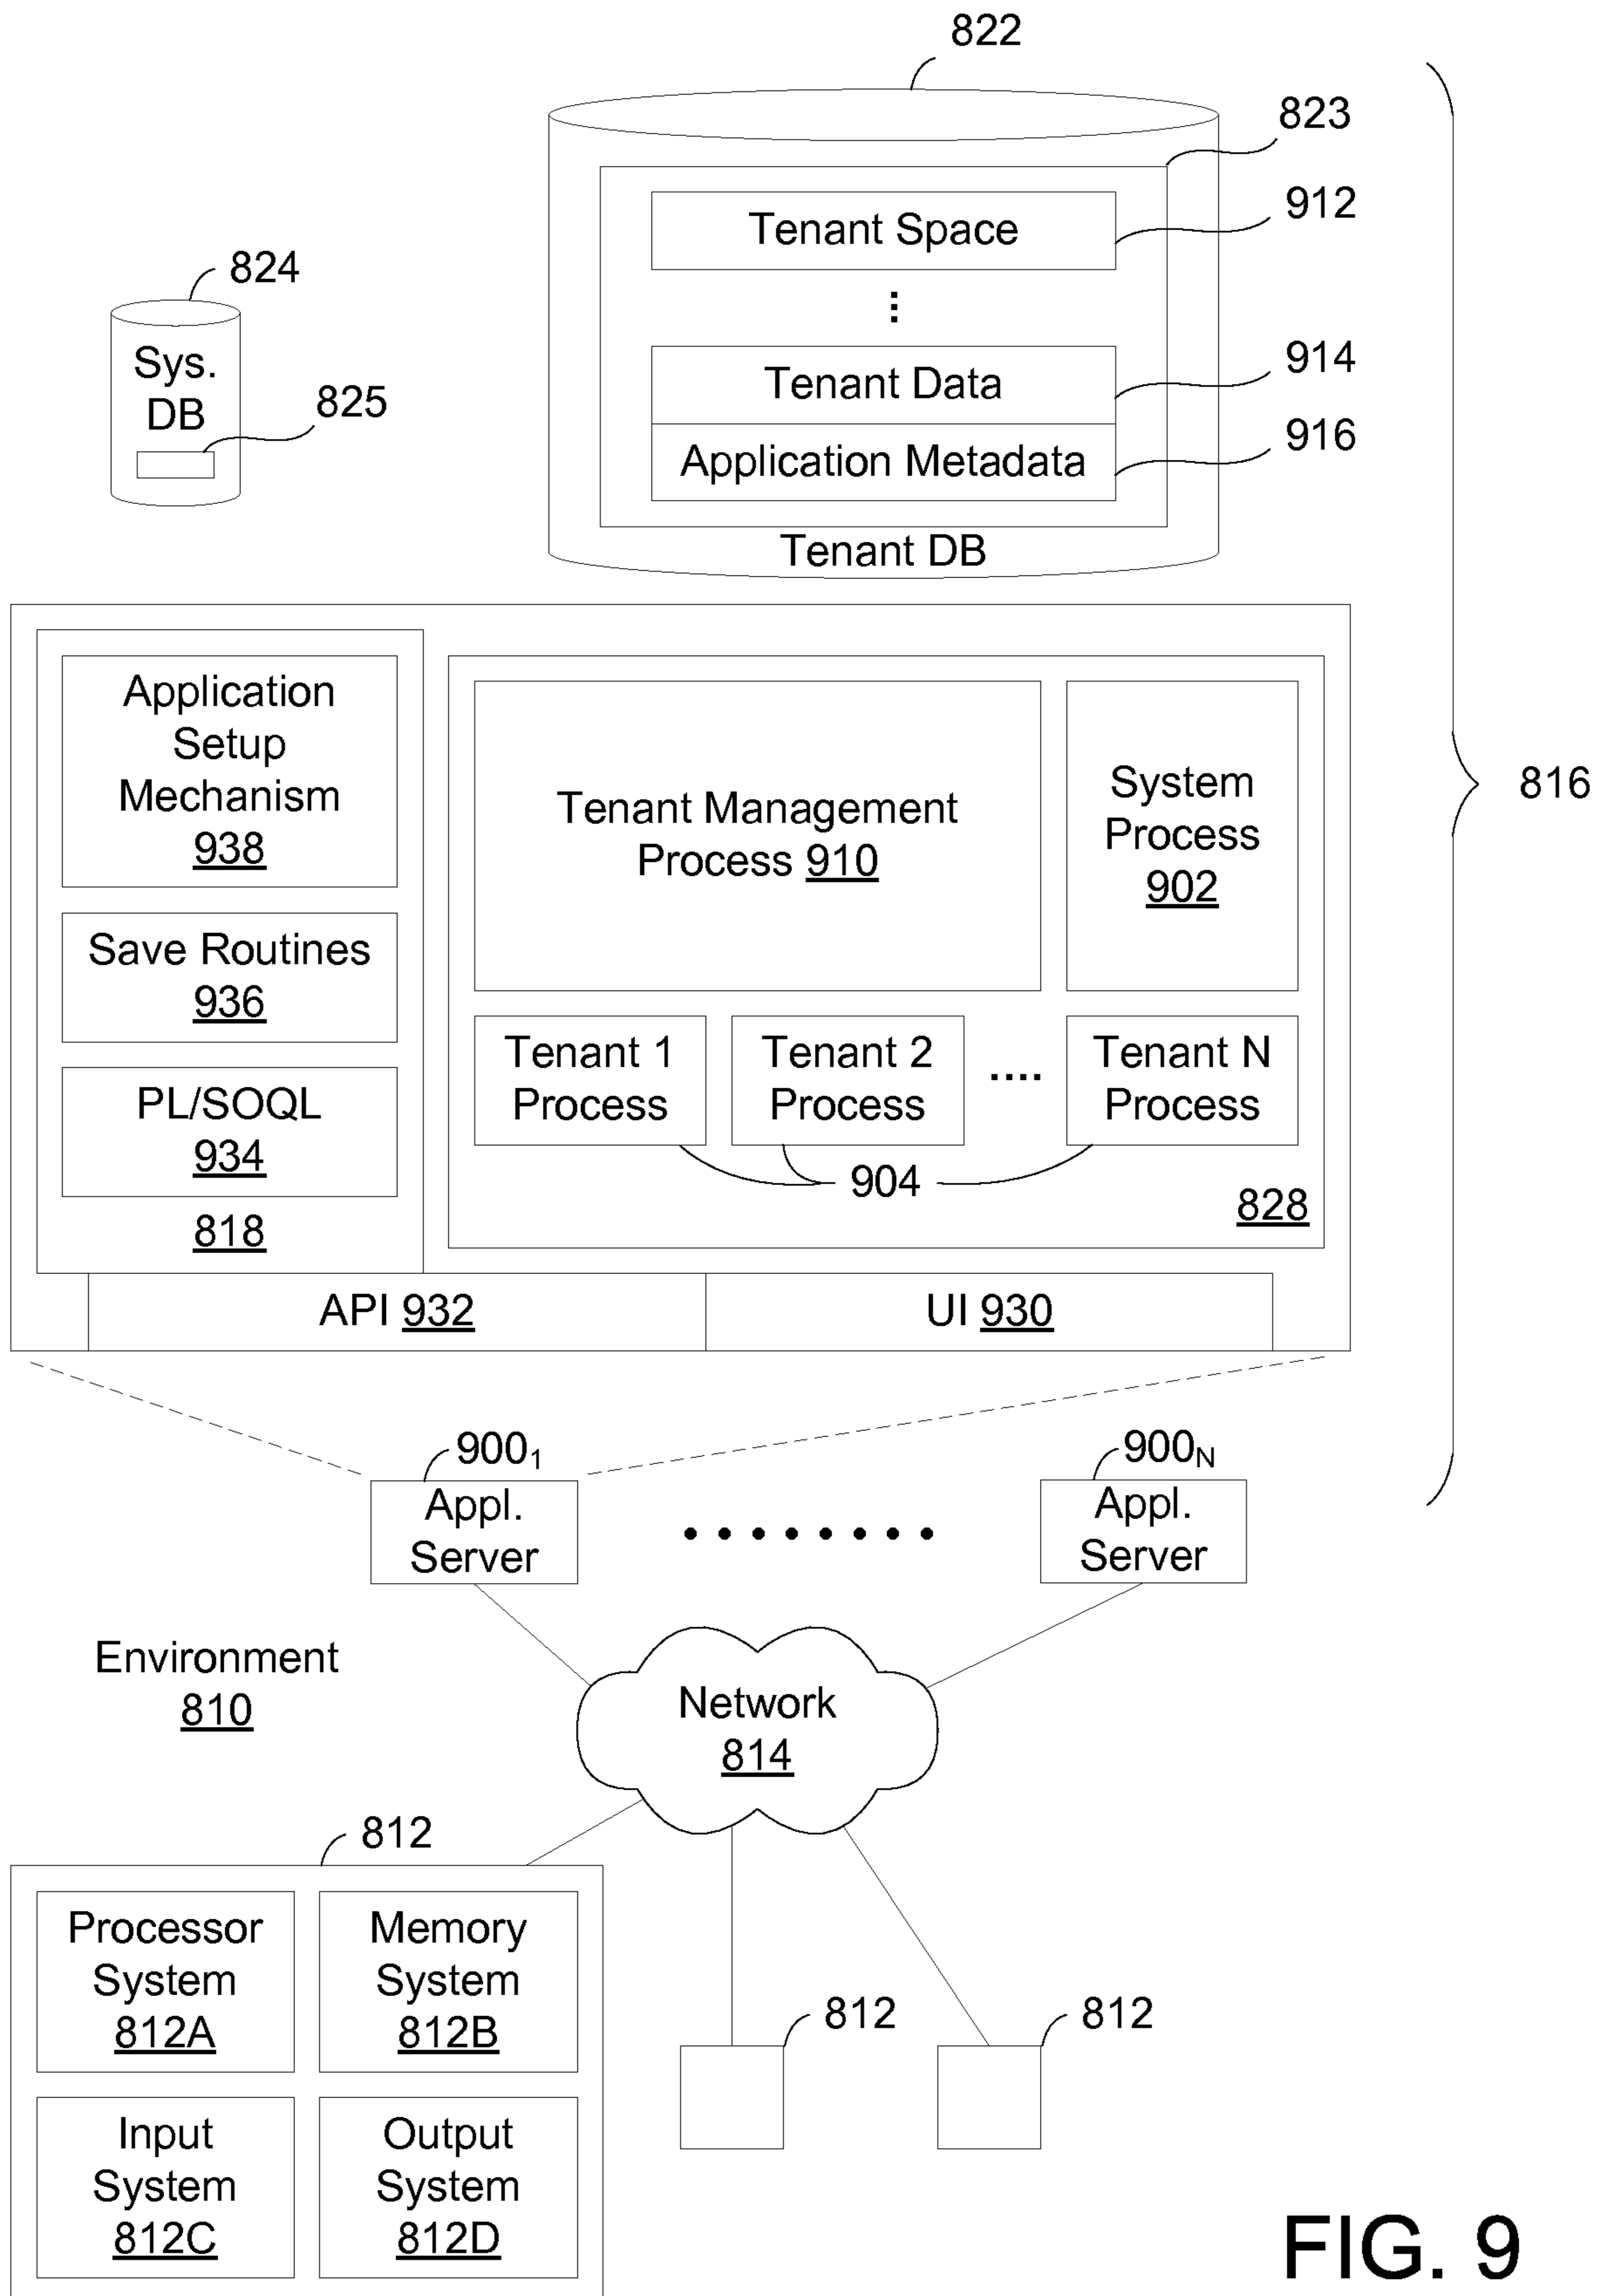 822
823
Tenant Space
912
824
Sys.
DB
825
Tenant Data
914
Application Metadata
916
Tenant DB
Application
Setup
Mechanism
938
Save Routines
936
PL/SOQL
934
818
Tenant Management
Process 910
System
Process
902
816
Tenant 1
Process
Tenant 2
Process
....
Tenant N
Process
904
828
API 932
UI 930
900₁
Appl.
Server
900ₙ
Appl.
Server
Environment
810
Network
814
812
Processor
System
812A
Memory
System
812B
Input
System
812C
Output
System
812D
812
812
FIG. 9